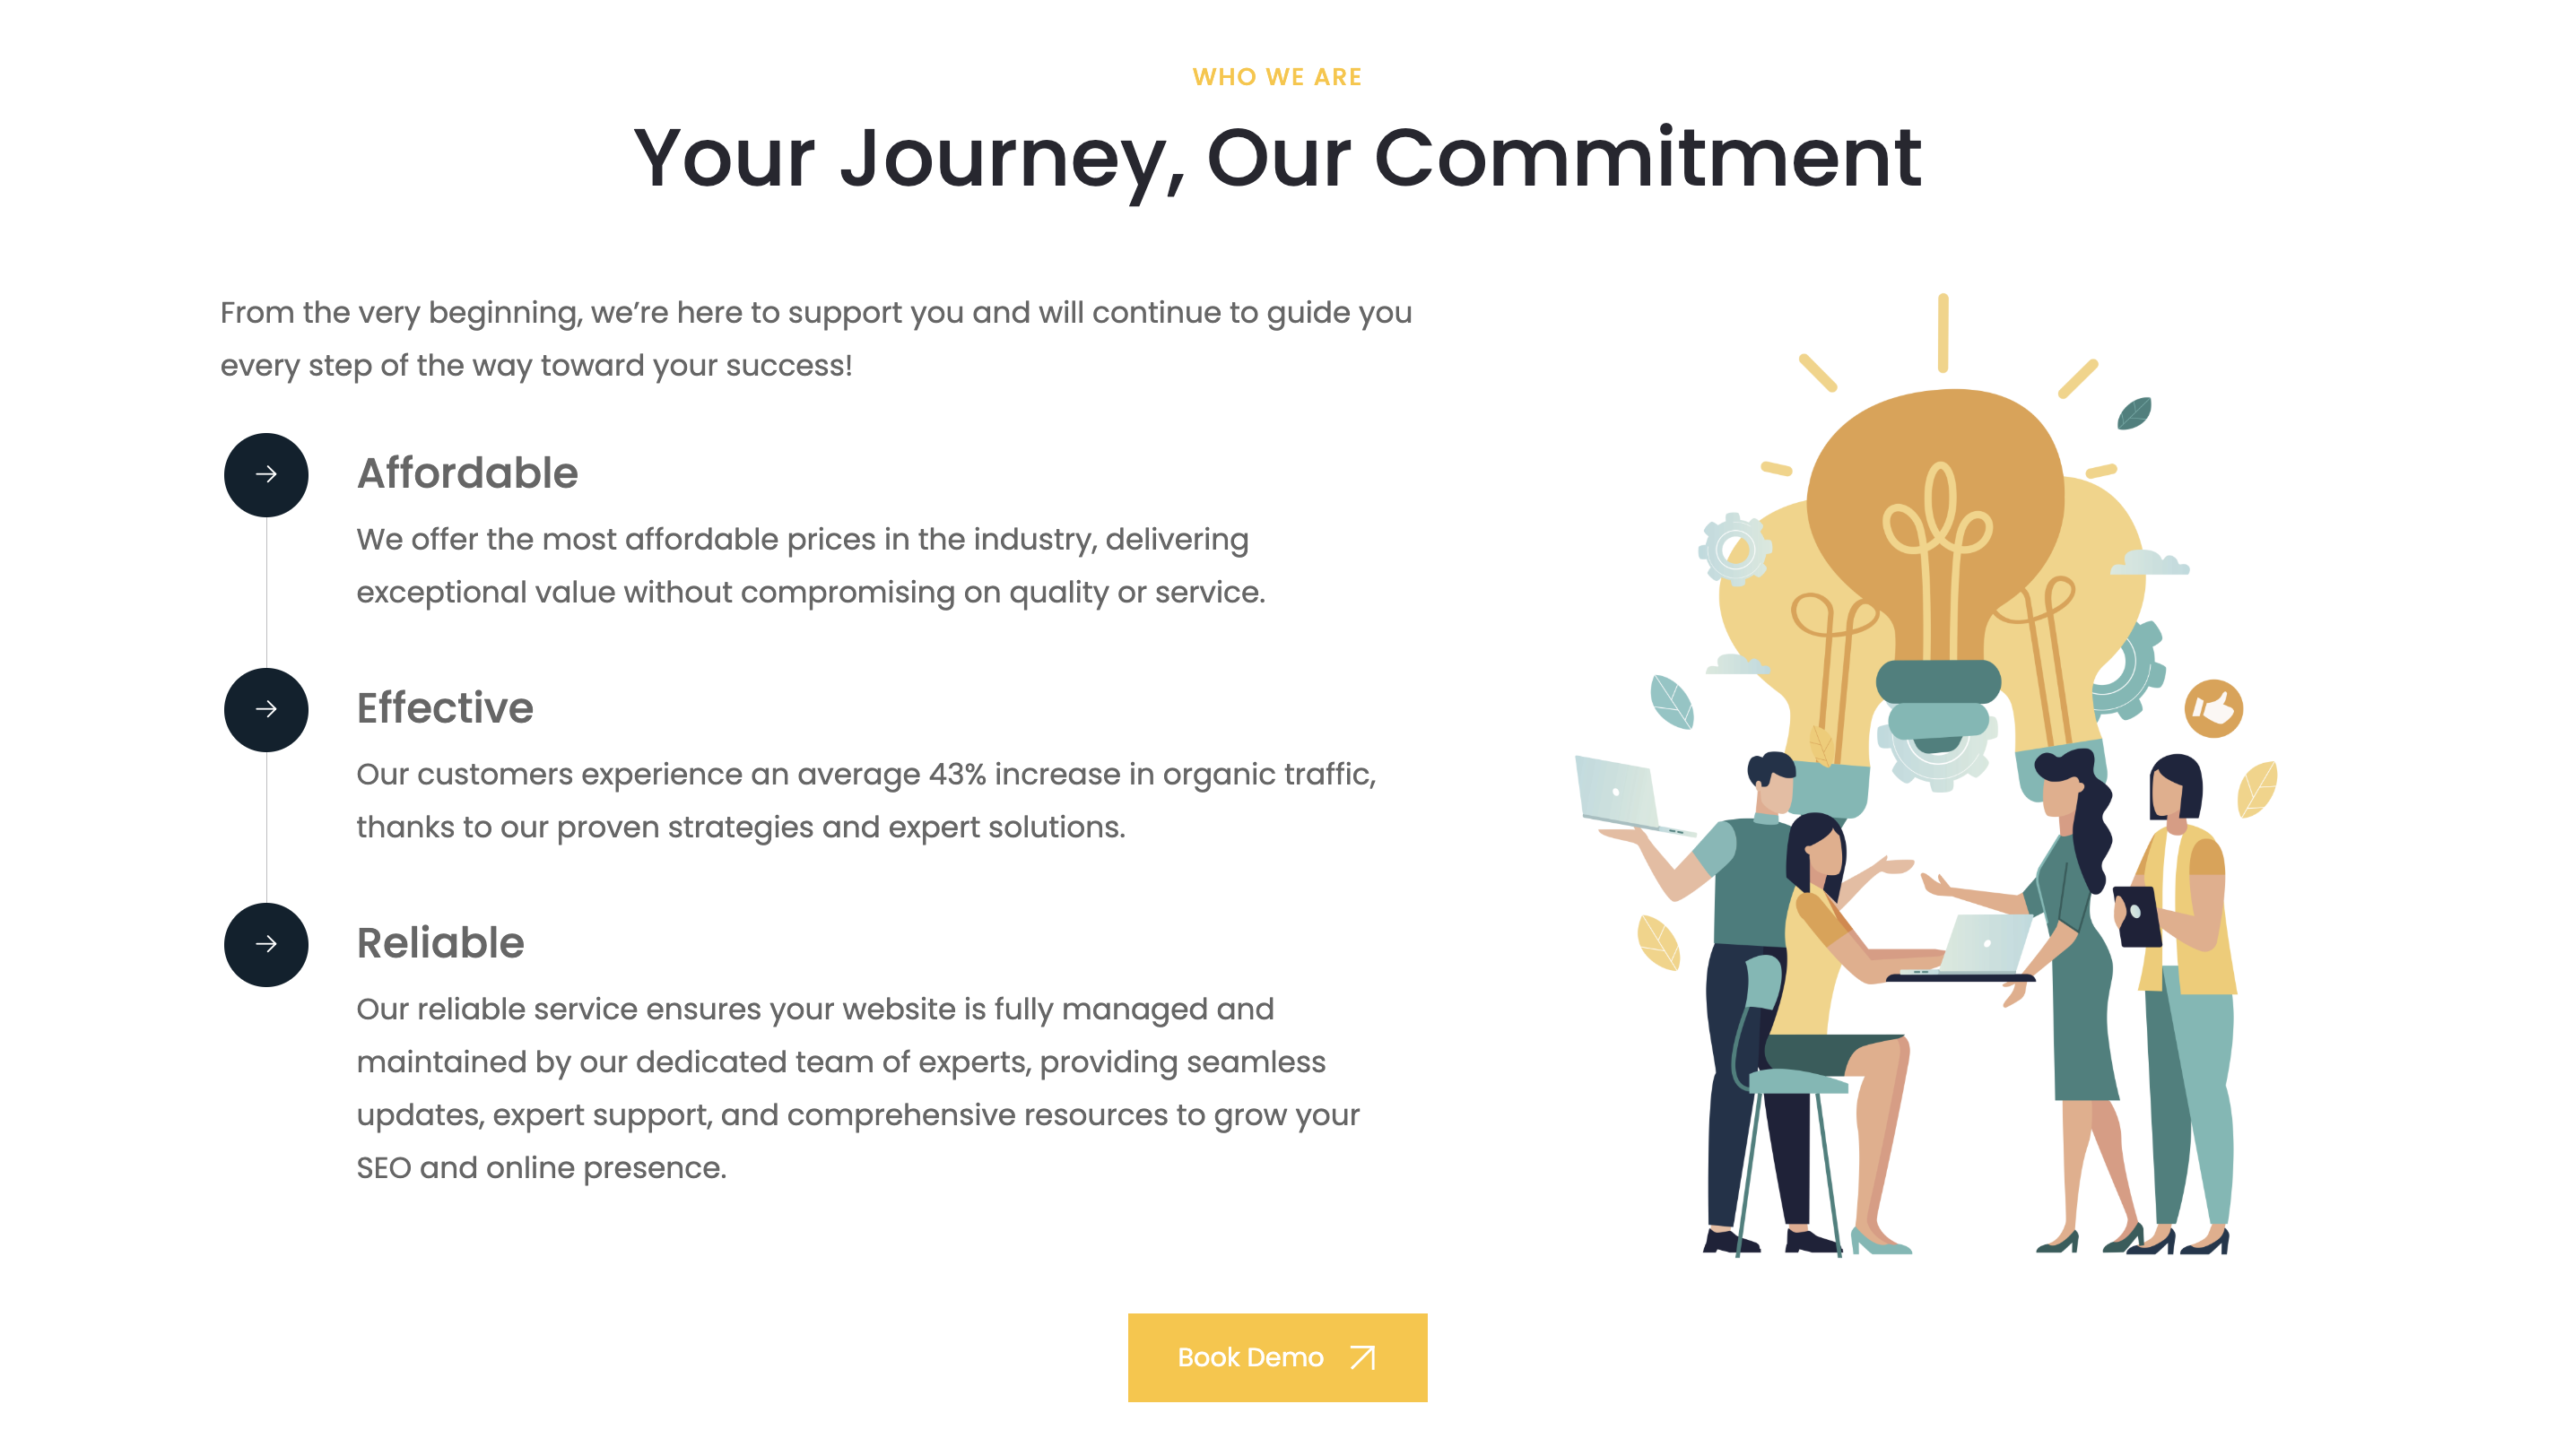 WHO WE ARE
Your Journey, Our Commitment
From the very beginning, we’re here to support you and will continue to guide you
every step of the way toward your success!
Affordable
We offer the most affordable prices in the industry, delivering
exceptional value without compromising on quality or service.
Effective
Our customers experience an average 43% increase in organic traffic,
thanks to our proven strategies and expert solutions.
Reliable
Our reliable service ensures your website is fully managed and
maintained by our dedicated team of experts, providing seamless
updates, expert support, and comprehensive resources to grow your
SEO and online presence.
Book Demo